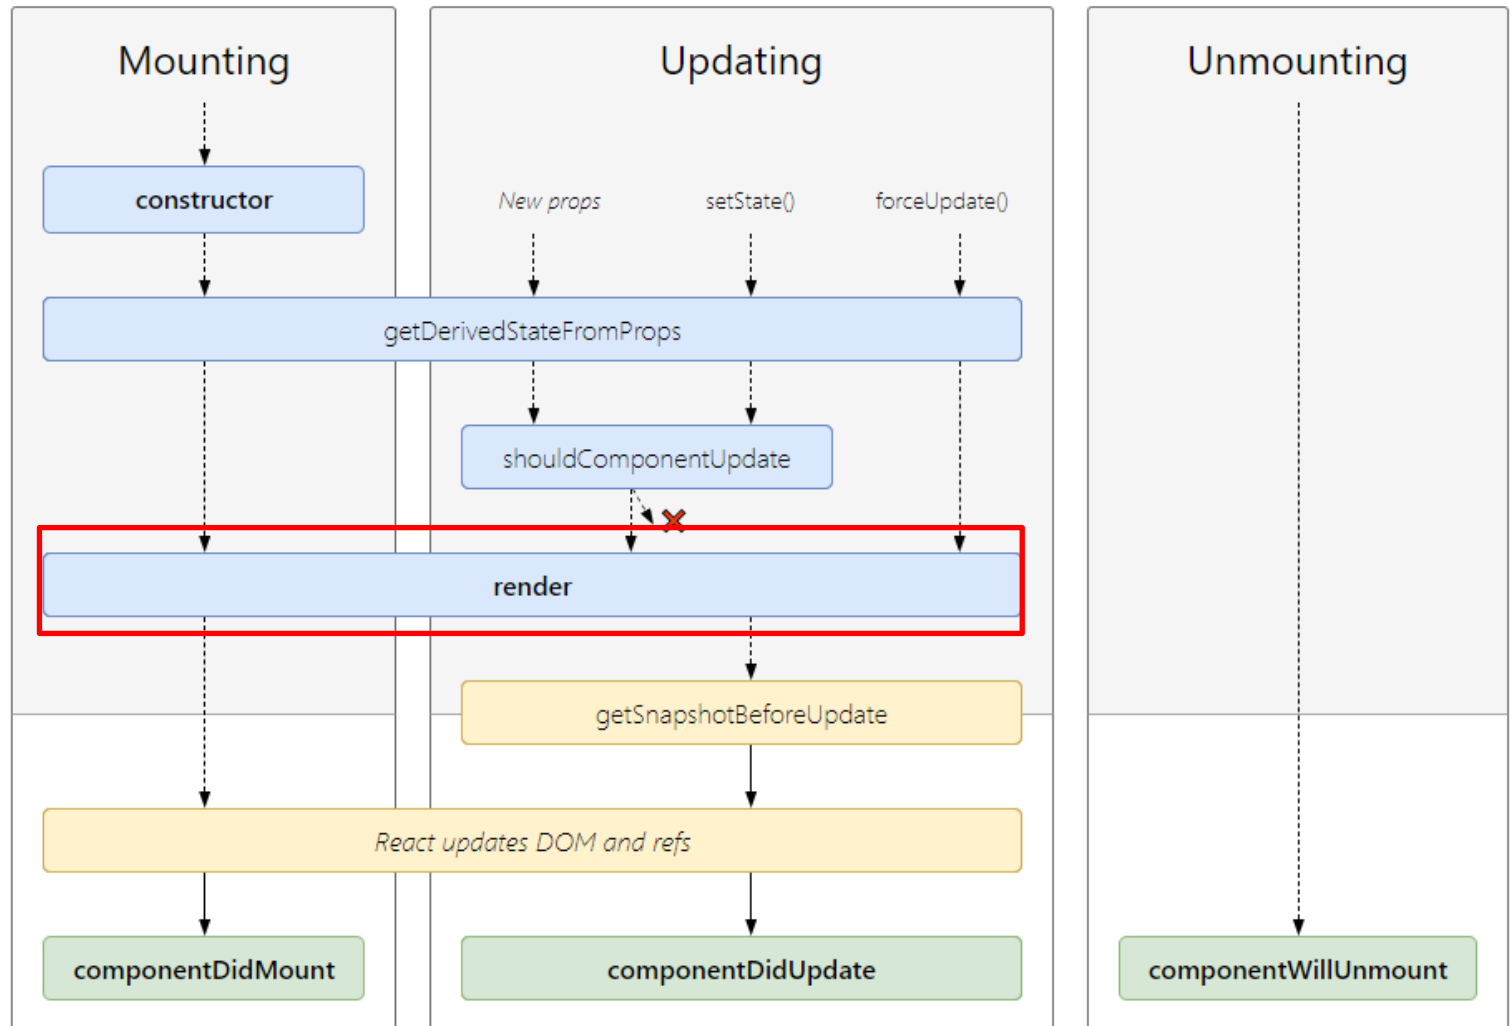 Mounting
Updating
Unmounting
constructor
New props
setState()
forceUpdate()
getDerivedStateFromProps
shouldComponentUpdate
render
getSnapshotBeforeUpdate
React updates DOM and refs
componentDidMount
componentDidUpdate
componentWillUnmount